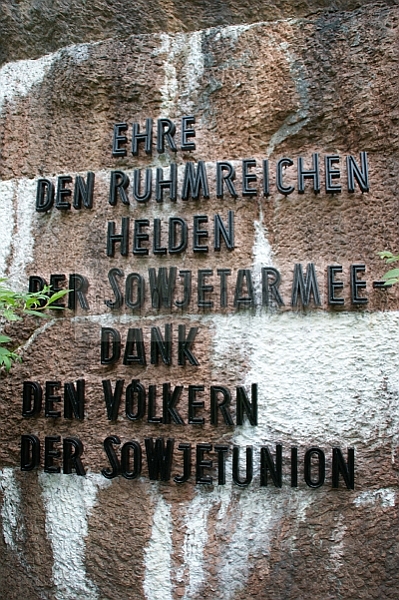 EHRE
DEN RUHMREICHEN
HELDEN
DER SOWJETARMEE-
DANK
DEN VÖLKERN
DER SOWJETUNION